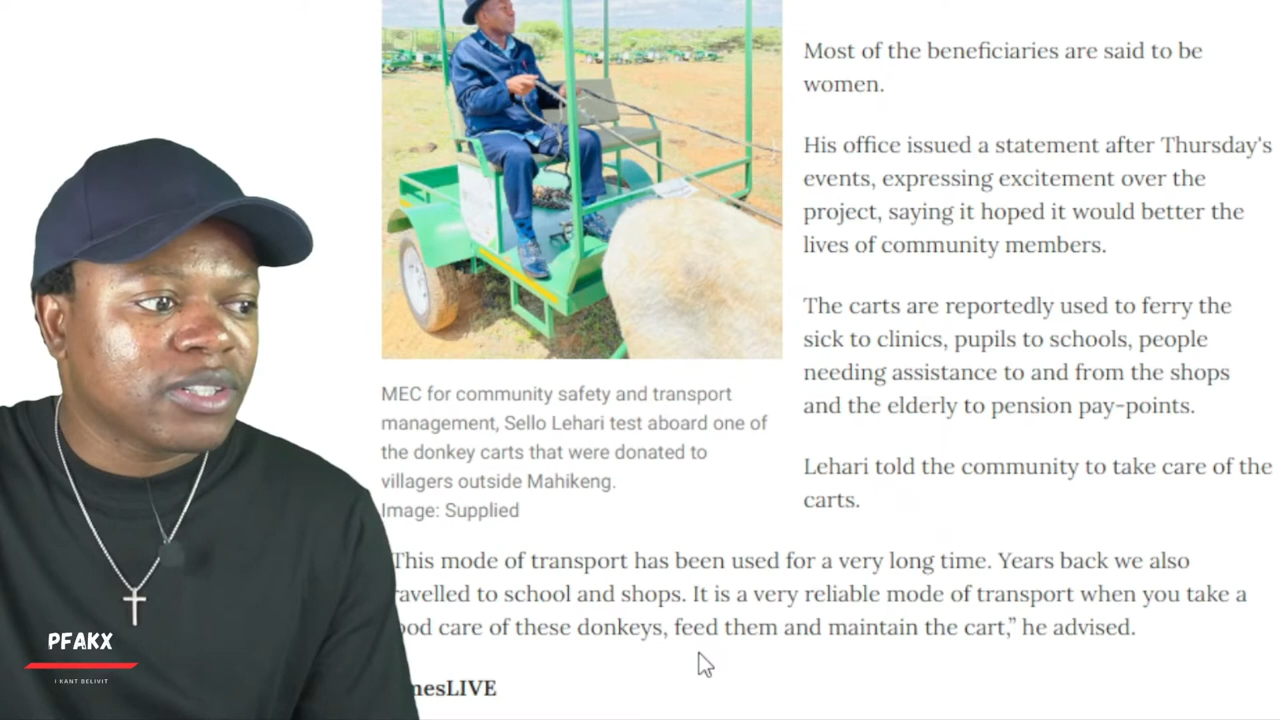 Most of the beneficiaries are said to be
women.
His office issued a statement after Thursday's
events, expressing excitement over the
project, saying it hoped it would better the
lives of community members.
The carts are reportedly used to ferry the
sick to clinics, pupils to schools, people
needing assistance to and from the shops
and the elderly to pension pay-points.
Lehari told the community to take care of the
carts.
MEC for community safety and transport
management, Sello Lehari test aboard one of
the donkey carts that were donated to
villagers outside Mahikeng.
Image: Supplied
This mode of transport has been used for a very long time. Years back we also
ravelled to school and shops. It is a very reliable mode of transport when you take a
ood care of these donkeys, feed them and maintain the cart,” he advised.
mesLIVE
PFAKX
I KANT BELIVIT